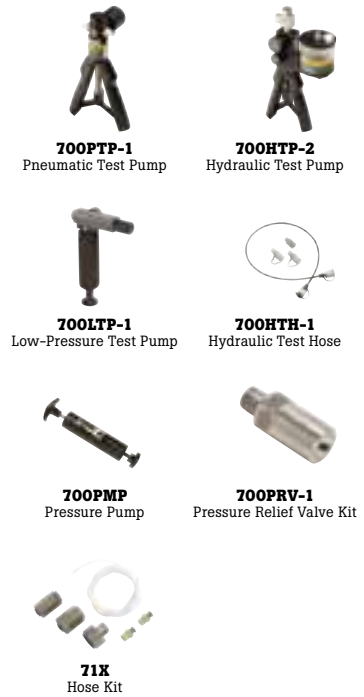 700PTP-1
Pneumatic Test Pump
700HTP-2
Hydraulic Test Pump
700LTP-1
Low-Pressure Test Pump
700HTH-1
Hydraulic Test Hose
700PMP
Pressure Pump
700PRV-1
Pressure Relief Valve Kit
71X
Hose Kit